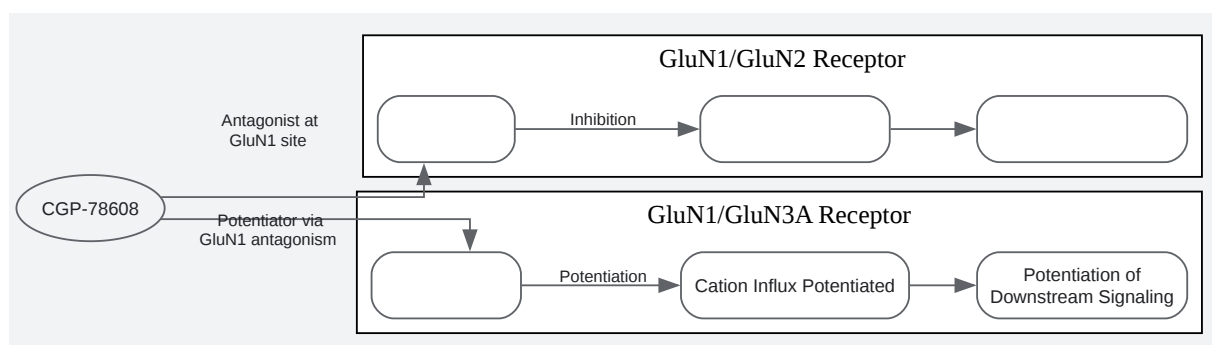 GluN1/GluN2 Receptor
Antagonist at
GluN1 site
Inhibition
CGP-78608
Potentiator via
GluN1 antagonism
GluN1/GluN3A Receptor
Potentiation
Cation Influx Potentiated
Potentiation of
Downstream Signaling